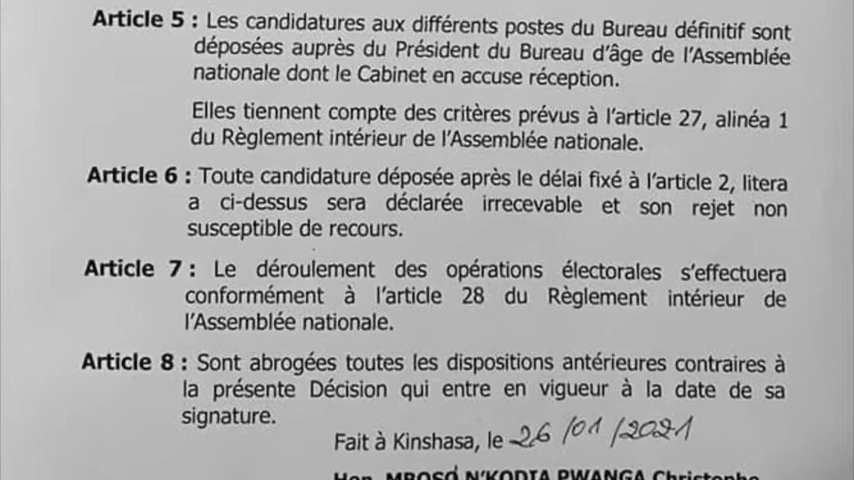 Article 5 : Les candidatures aux différents postes du Bureau définitif sont
déposées auprès du Président du Bureau d'âge de l'Assemblée
nationale dont le Cabinet en accuse réception.
Elles tiennent compte des critères prévus à l'article 27, alinéa 1
du Règlement intérieur de l'Assemblée nationale.
Article 6 : Toute candidature déposée après le délai fixé à l'article 2, litera
a ci-dessus sera déclarée irrecevable et son rejet non
susceptible de recours.
Article 7 : Le déroulement des opérations électorales s'effectuera
conformément à l'article 28 du Règlement intérieur de
l'Assemblée nationale.
Article 8 : Sont abrogées toutes les dispositions antérieures contraires à
la présente Décision qui entre en vigueur à la date de sa
signature.
Fait à Kinshasa, le 26/01/2021
Hon. MBOSO N'KODIA PWANGA Christophe